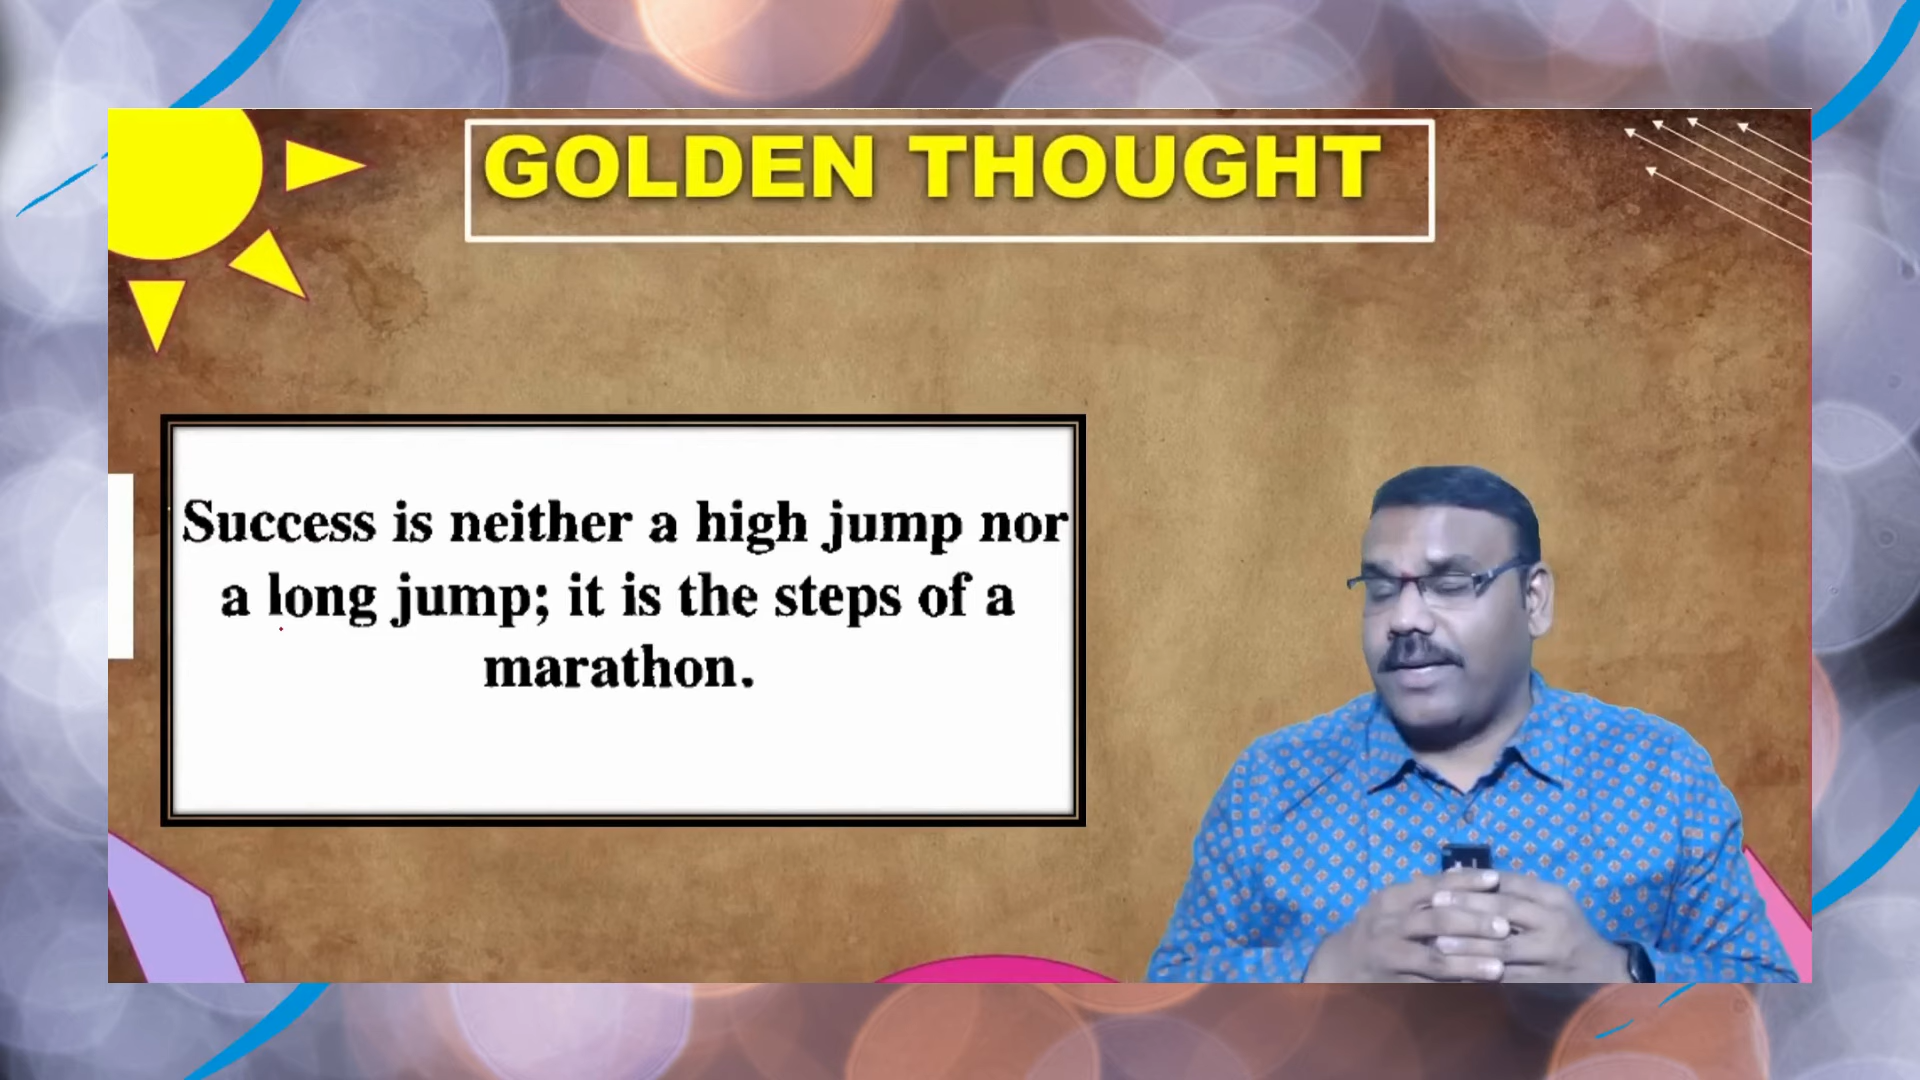 GOLDEN THOUGHT
Success is neither a high jump nor
a long jump; it is the steps of a
marathon.